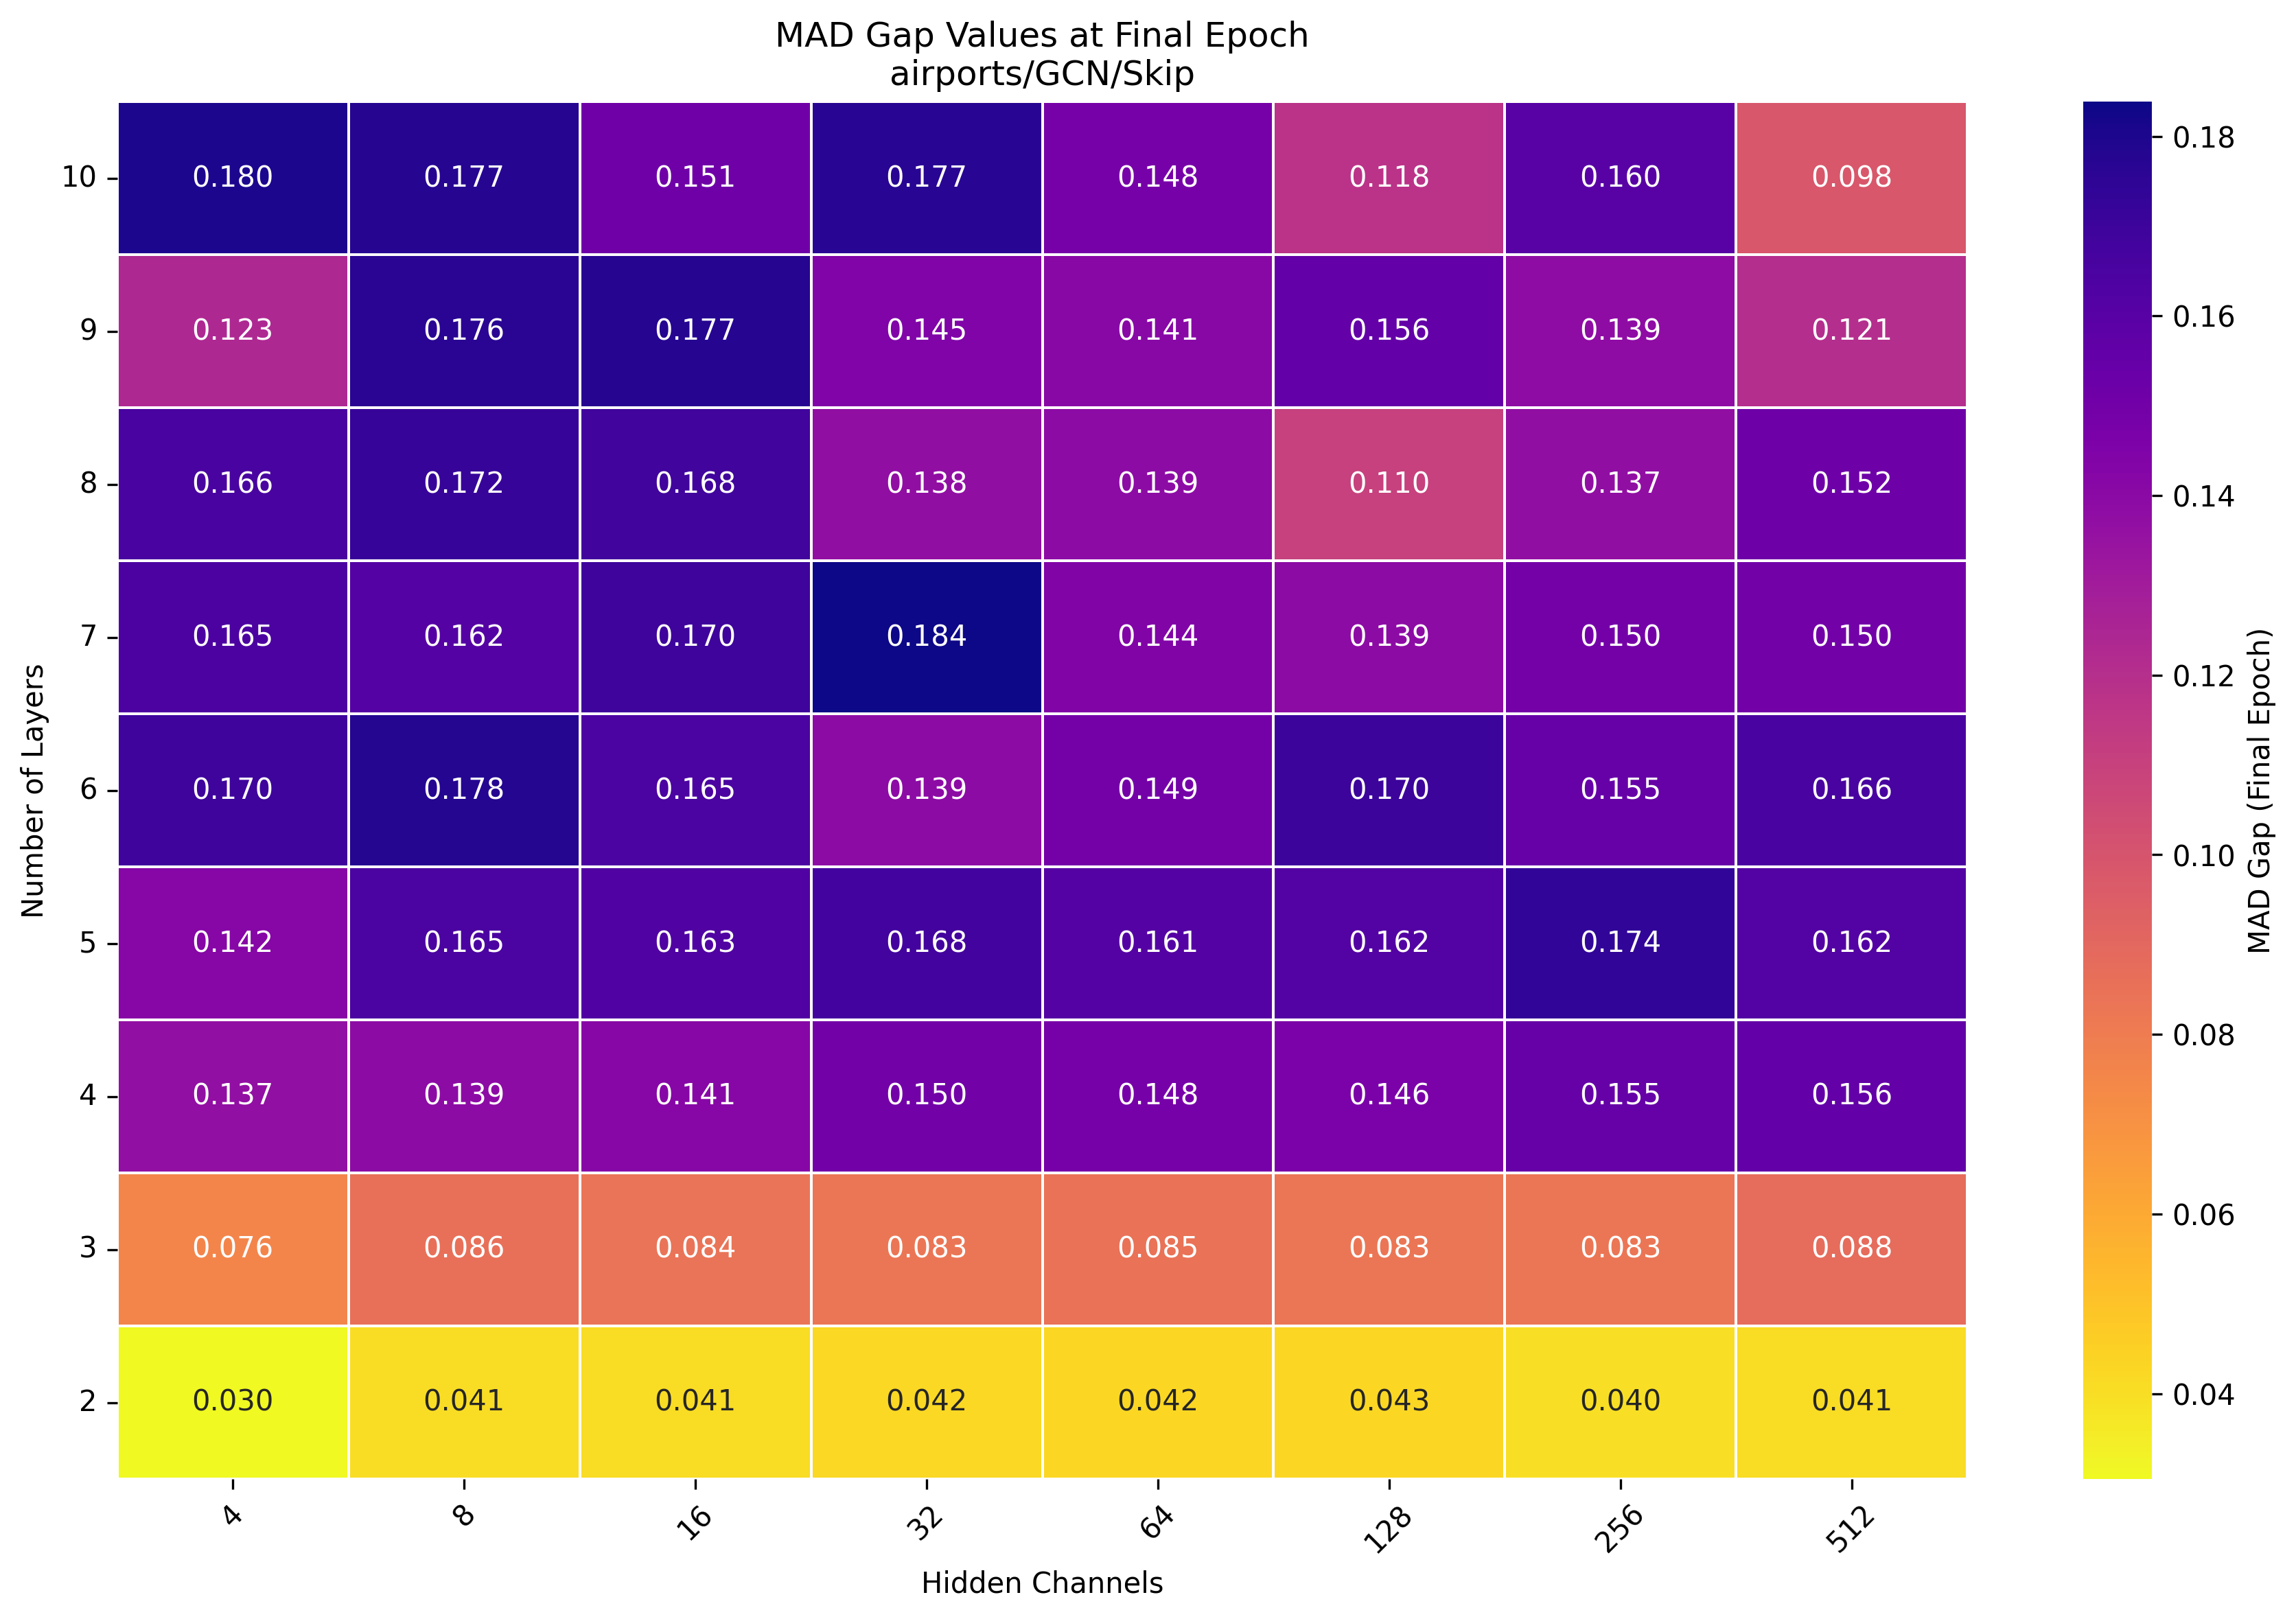 MAD Gap Values at Final Epoch
airports/GCN/Skip
Number of Layers
10 0.180 0.177 0.151 0.177 0.148 0.118 0.160 0.098
9 0.123 0.176 0.177 0.145 0.141 0.156 0.139 0.121
8 0.166 0.172 0.168 0.138 0.139 0.110 0.137 0.152
7 0.165 0.162 0.170 0.184 0.144 0.139 0.150 0.150
6 0.170 0.178 0.165 0.139 0.149 0.170 0.155 0.166
5 0.142 0.165 0.163 0.168 0.161 0.162 0.174 0.162
4 0.137 0.139 0.141 0.150 0.148 0.146 0.155 0.156
3 0.076 0.086 0.084 0.083 0.085 0.083 0.083 0.088
2 0.030 0.041 0.041 0.042 0.042 0.043 0.040 0.041
4 8 16 32 64 128 256 512
Hidden Channels
0.18
0.16
0.14
0.12
0.10
0.08
0.06
0.04
MAD Gap (Final Epoch)